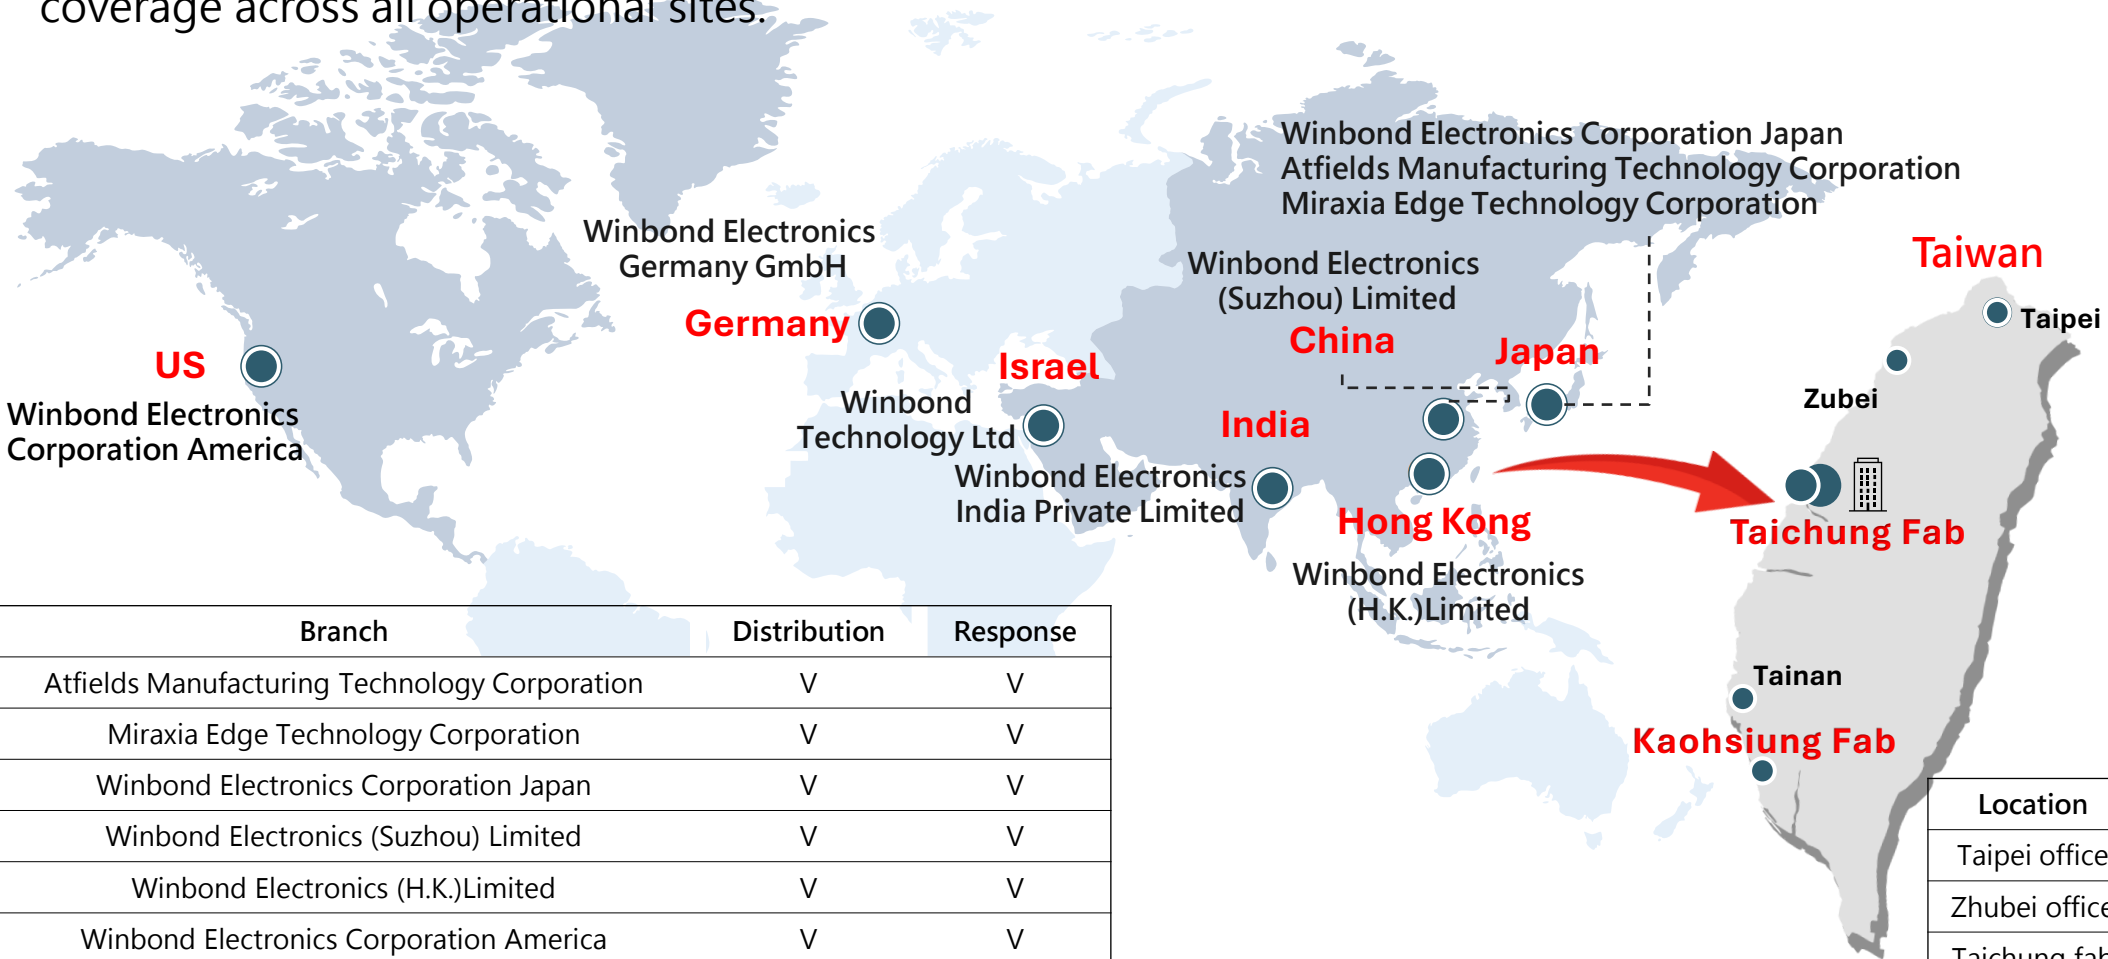 coverage across all operational sites.
Winbond Electronics Corporation Japan
Atfields Manufacturing Technology Corporation
Miraxia Edge Technology Corporation
Winbond Electronics
Germany GmbH
Germany
Winbond Electronics
(Suzhou) Limited
China
Japan
Taiwan
Taipei
Zubei
US
Winbond Electronics
Corporation America
Israel
Winbond
Technology Ltd
India
Winbond Electronics
India Private Limited
Hong Kong
Winbond Electronics
(H.K.)Limited
Taichung Fab
Tainan
Kaohsiung Fab
Branch Distribution Response
Atfields Manufacturing Technology Corporation V V
Miraxia Edge Technology Corporation V V
Winbond Electronics Corporation Japan V V
Winbond Electronics (Suzhou) Limited V V
Winbond Electronics (H.K.)Limited V V
Winbond Electronics Corporation America V V
Location
Taipei office
Zhubei office
Taichung fab